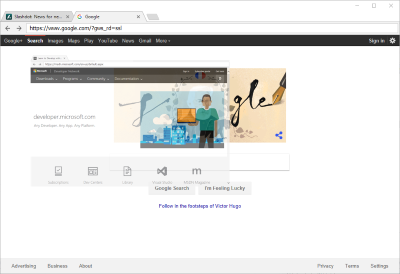 Slashdot: News for ne...
Google
https://www.google.com/?gws_rd=ssl
Google+ Search Images Maps Play YouTube News Gmail More
Sign in
Microsoft
Downloads Programs Community Documentation
gle
developer.microsoft.com
Any Developer. Any App. Any Platform.
Google Search
I'm Feeling Lucky
Follow in the footsteps of Victor Hugo
Advertising Business About Privacy Terms Settings